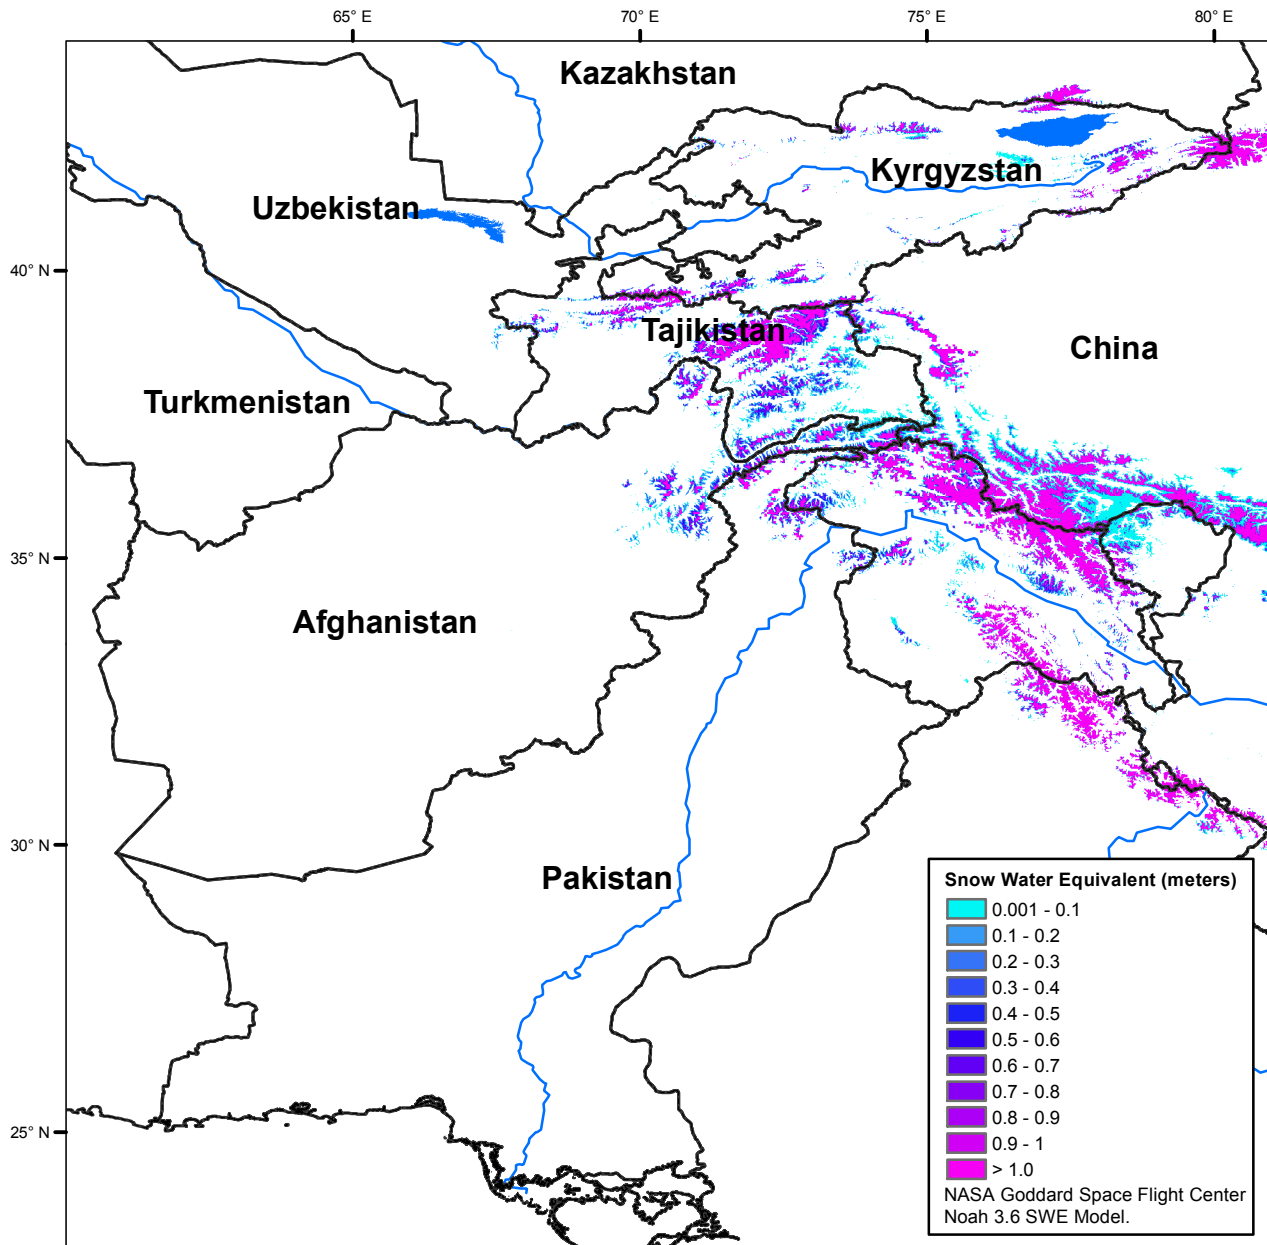 65° E
70° E
75° E
80° E
Kazakhstan
Kyrgyzstan
Uzbekistan
40° N
Tajikistan
China
Turkmenistan
35° N
Afghanistan
30° N
Pakistan
25° N
Snow Water Equivalent (meters)
0.001 - 0.1
0.1 - 0.2
0.2 - 0.3
0.3 - 0.4
0.4 - 0.5
0.5 - 0.6
0.6 - 0.7
0.7 - 0.8
0.8 - 0.9
0.9 - 1
> 1.0
NASA Goddard Space Flight Center
Noah 3.6 SWE Model.